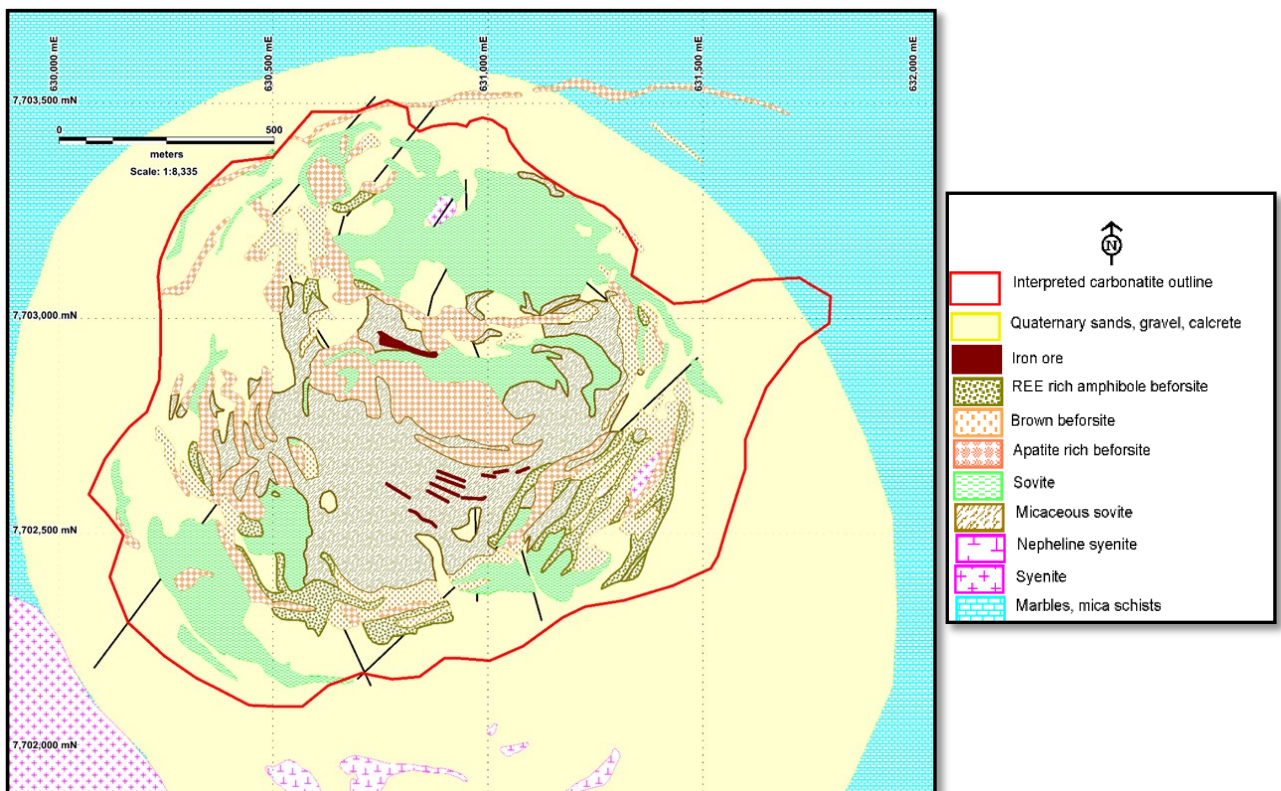 630,000 mE
630,500 mE
631,000 mE
631,500 mE
632,000 mE
7,703,500 mN
0
500
meters
Scale: 1:8,335
7,703,000 mN
7,702,500 mN
7,702,000 mN
N
Interpreted carbonatite outline
Quaternary sands, gravel, calcrete
Iron ore
REE rich amphibole beforsite
Brown beforsite
Apatite rich beforsite
Sovite
Micaceous sovite
Nepheline syenite
Syenite
Marbles, mica schists